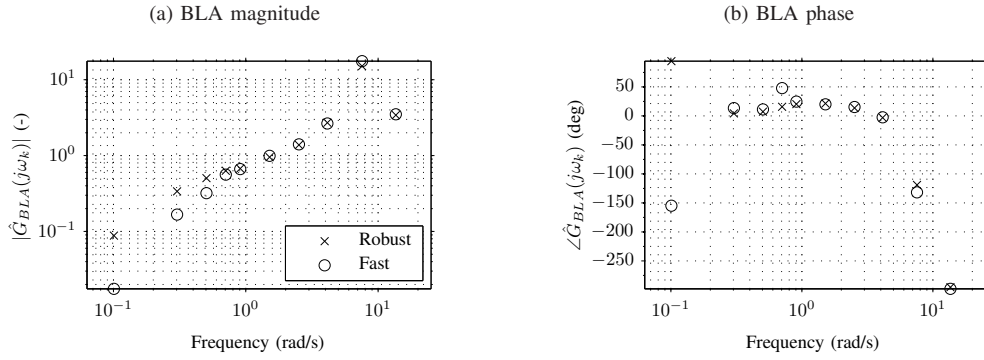 (a) BLA magnitude
|Ĝ_BLA(jω_k)| (-)
10^1
10^0
10^−1
Robust
Fast
10^−1
10^0
10^1
Frequency (rad/s)
(b) BLA phase
∠Ĝ_BLA(jω_k) (deg)
50
0
−50
−100
−150
−200
−250
10^−1
10^0
10^1
Frequency (rad/s)